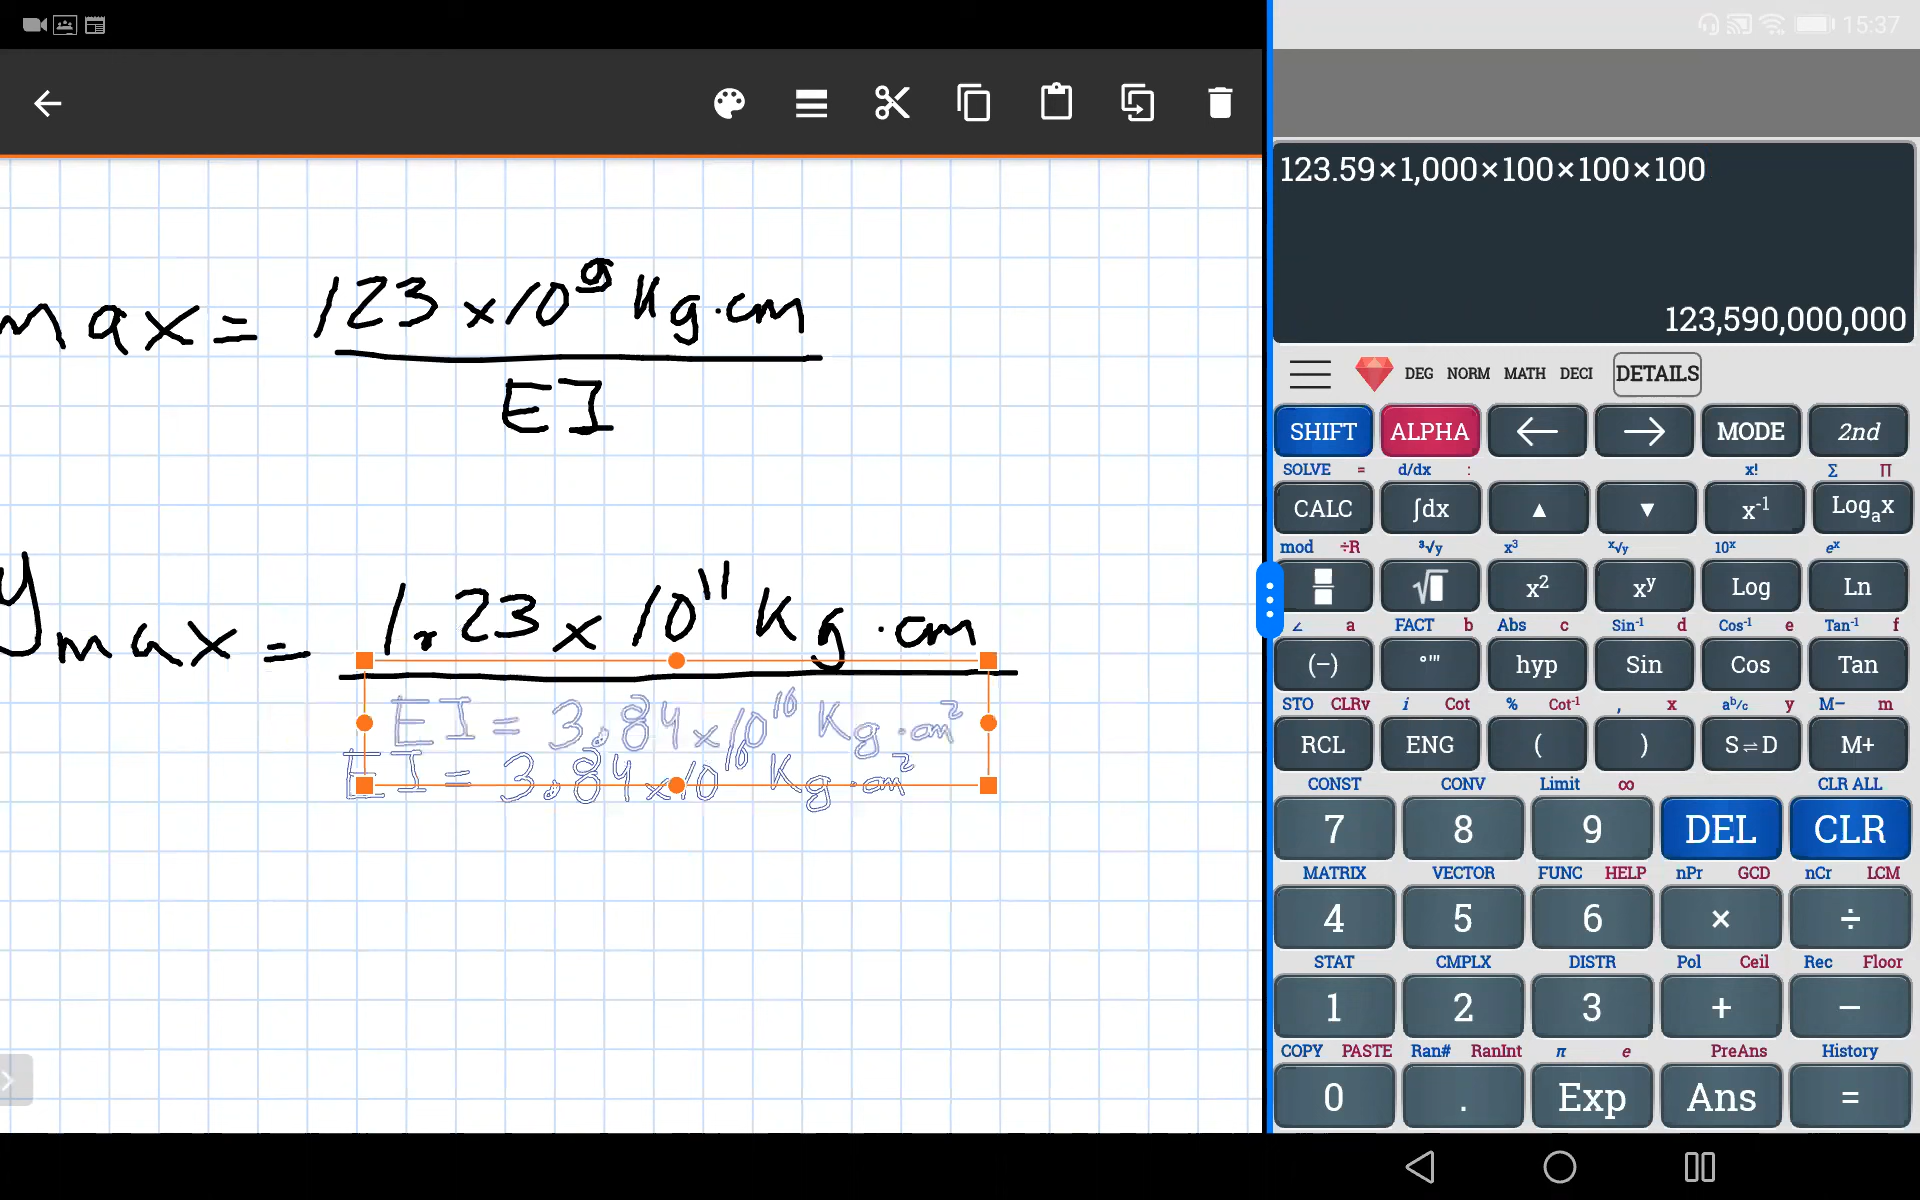 15:37
max = 123 x 10⁹ Kg.cm
EI
ymax = 1.23 x 10¹¹ Kg.cm
EI = 3.84 x 10¹⁰ Kg.cm²
EI = 3.84 x 10¹⁰ Kg.cm²
123.59×1,000×100×100×100
123,590,000,000
DEG NORM MATH DECI DETAILS
SHIFT ALPHA ← → MODE 2nd
SOLVE = d/dx : x! Σ Π
CALC ∫dx ▲ ▼ x⁻¹ Logₐx
mod ÷R ³√y x³ ˣ√y 10ˣ eˣ
√ x² xʸ Log Ln
∠ a FACT b Abs c Sin⁻¹ d Cos⁻¹ e Tan⁻¹ f
(−) °'" hyp Sin Cos Tan
STO CLRv i Cot % Cot⁻¹ , x aᵇ/c y M− m
RCL ENG ( ) S⇌D M+
CONST CONV Limit ∞ CLR ALL
7 8 9 DEL CLR
MATRIX VECTOR FUNC HELP nPr GCD nCr LCM
4 5 6 × ÷
STAT CMPLX DISTR Pol Ceil Rec Floor
1 2 3 + −
COPY PASTE Ran# RanInt π e PreAns History
0 . Exp Ans =